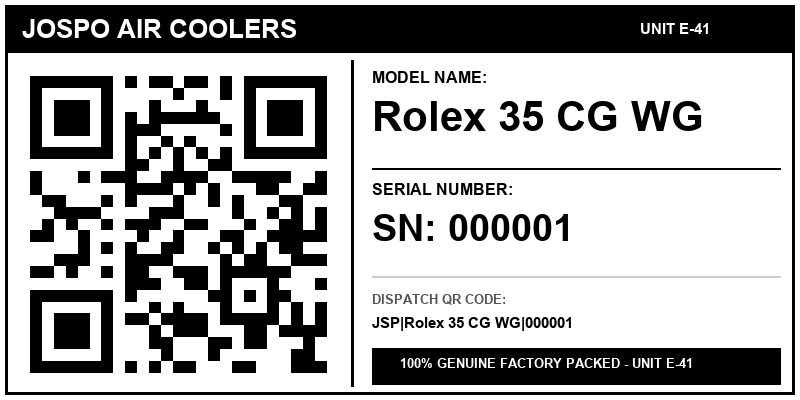 JOSPO AIR COOLERS
UNIT E-41
MODEL NAME:
Rolex 35 CG WG
SERIAL NUMBER:
SN: 000001
DISPATCH QR CODE:
JSP|Rolex 35 CG WG|000001
100% GENUINE FACTORY PACKED - UNIT E-41